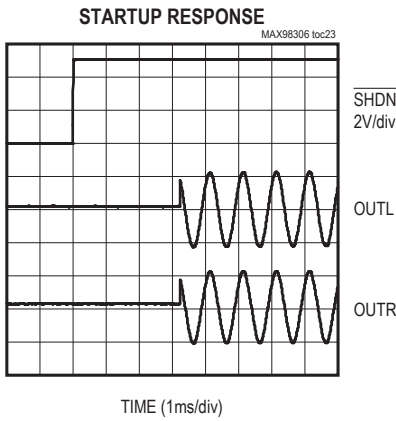 STARTUP RESPONSE
MAX98306 toc23
SHDN
2V/div
OUTL
OUTR
TIME (1ms/div)